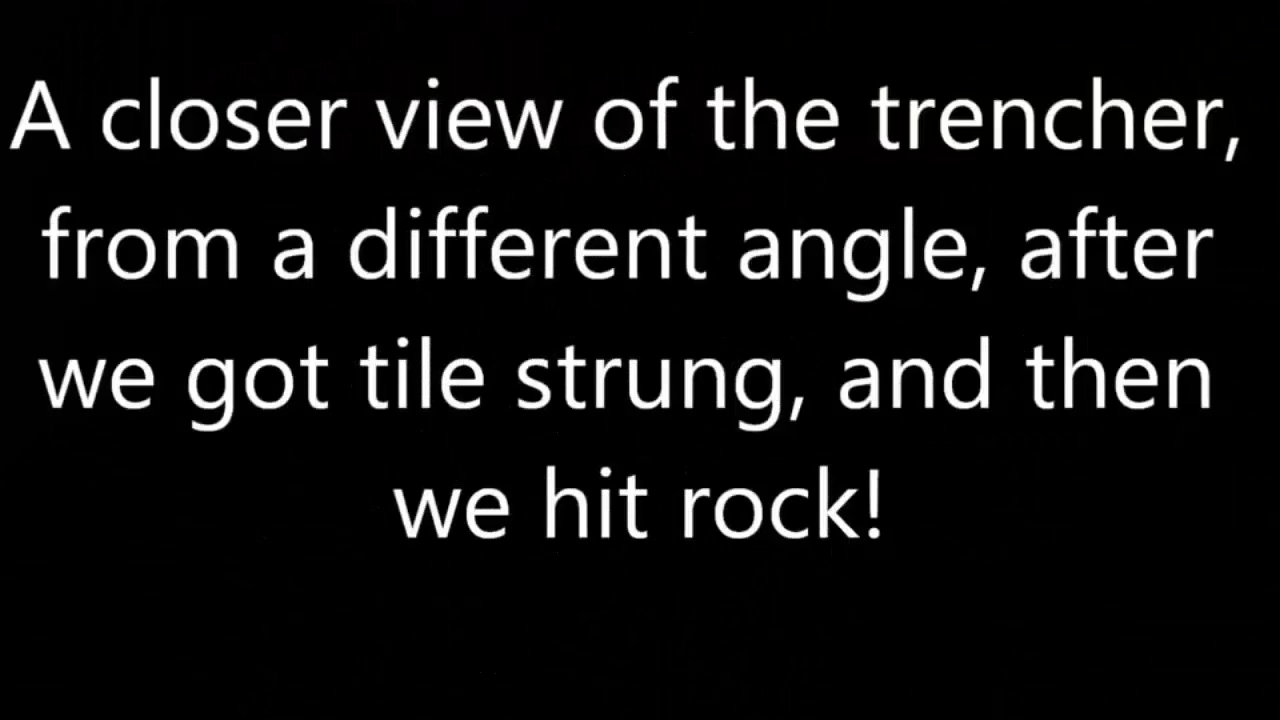 A closer view of the trencher,
from a different angle, after
we got tile strung, and then
we hit rock!